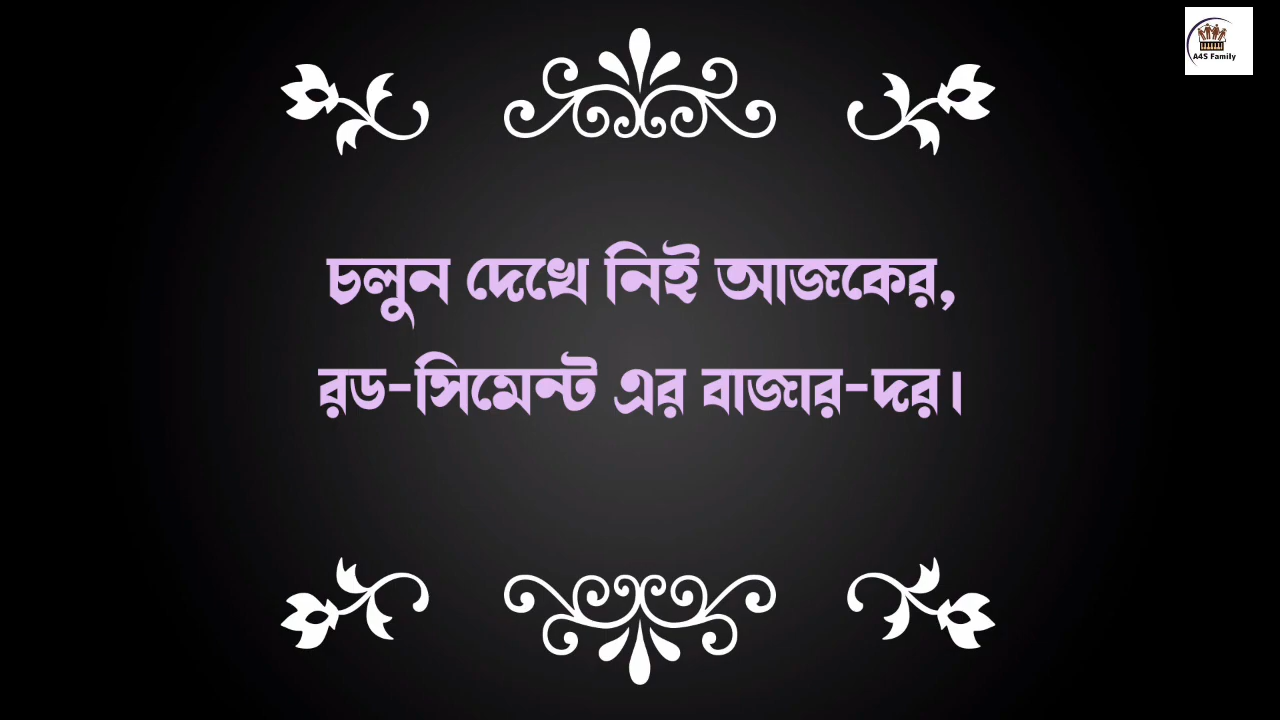 A4S Family
চলুন দেখে নিই আজকের,
রড-সিমেন্ট এর বাজার-দর।